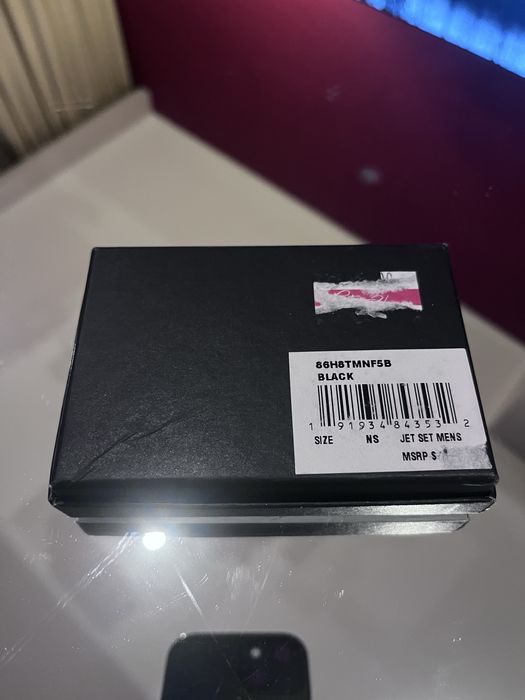 86H8TMNF5B
BLACK
1 91934 84353 2
SIZE NS JET SET MENS
MSRP $